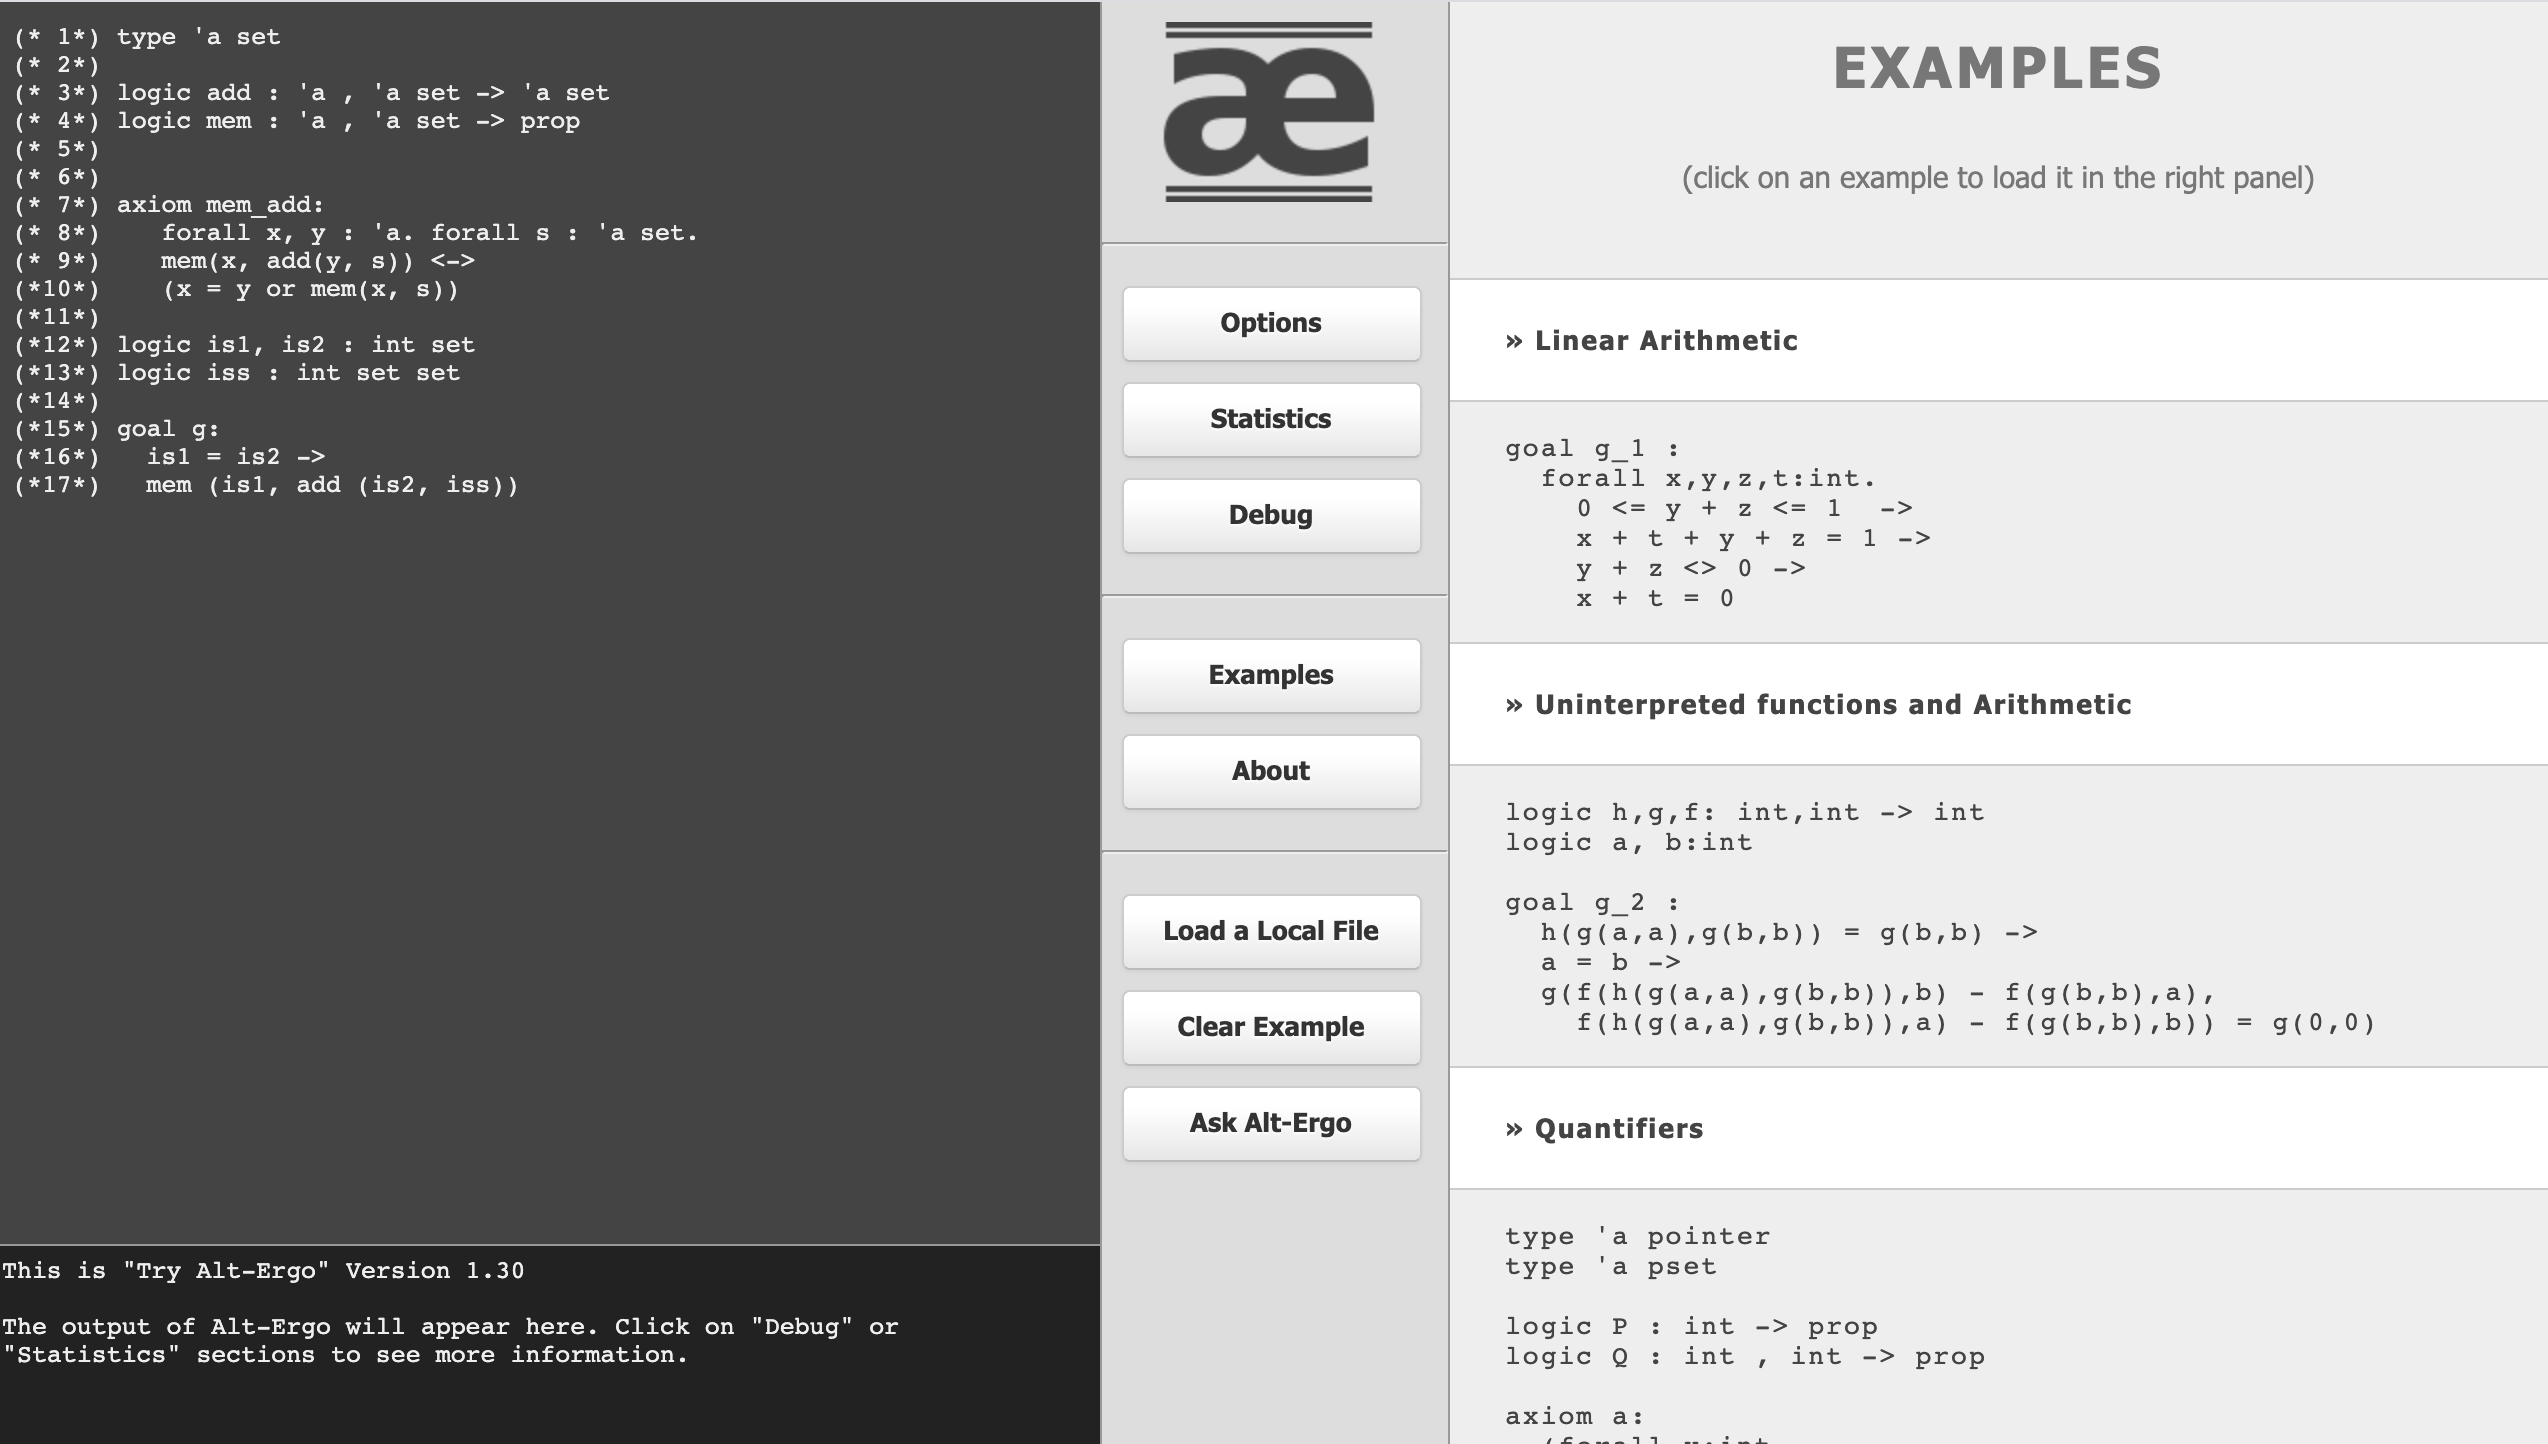 (* 1*) type 'a set
(* 2*)
(* 3*) logic add : 'a , 'a set -> 'a set
(* 4*) logic mem : 'a , 'a set -> prop
(* 5*)
(* 6*)
(* 7*) axiom mem_add:
(* 8*)    forall x, y : 'a. forall s : 'a set.
(* 9*)    mem(x, add(y, s)) <->
(*10*)    (x = y or mem(x, s))
(*11*)
(*12*) logic is1, is2 : int set
(*13*) logic iss : int set set
(*14*)
(*15*) goal g:
(*16*)   is1 = is2 ->
(*17*)   mem (is1, add (is2, iss))
This is "Try Alt-Ergo" Version 1.30
The output of Alt-Ergo will appear here. Click on "Debug" or
"Statistics" sections to see more information.
æ
Options
Statistics
Debug
Examples
About
Load a Local File
Clear Example
Ask Alt-Ergo
EXAMPLES
(click on an example to load it in the right panel)
» Linear Arithmetic
goal g_1 :
  forall x,y,z,t:int.
    0 <= y + z <= 1  ->
    x + t + y + z = 1 ->
    y + z <> 0 ->
    x + t = 0
» Uninterpreted functions and Arithmetic
logic h,g,f: int,int -> int
logic a, b:int
goal g_2 :
  h(g(a,a),g(b,b)) = g(b,b) ->
  a = b ->
  g(f(h(g(a,a),g(b,b)),b) - f(g(b,b),a),
    f(h(g(a,a),g(b,b)),a) - f(g(b,b),b)) = g(0,0)
» Quantifiers
type 'a pointer
type 'a pset
logic P : int -> prop
logic Q : int , int -> prop
axiom a: